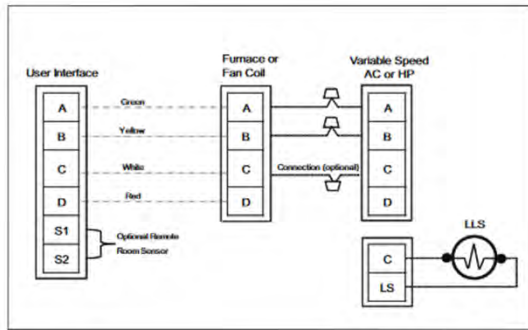 Furnace or
Fan Coil
Variable Speed
AC or HP
User Interface
A
Green
A
A
B
Yellow
B
B
C
White
C
Connection (optional)
C
D
Red
D
D
S1
Optional Remote
Room Sensor
S2
LLS
C
LS